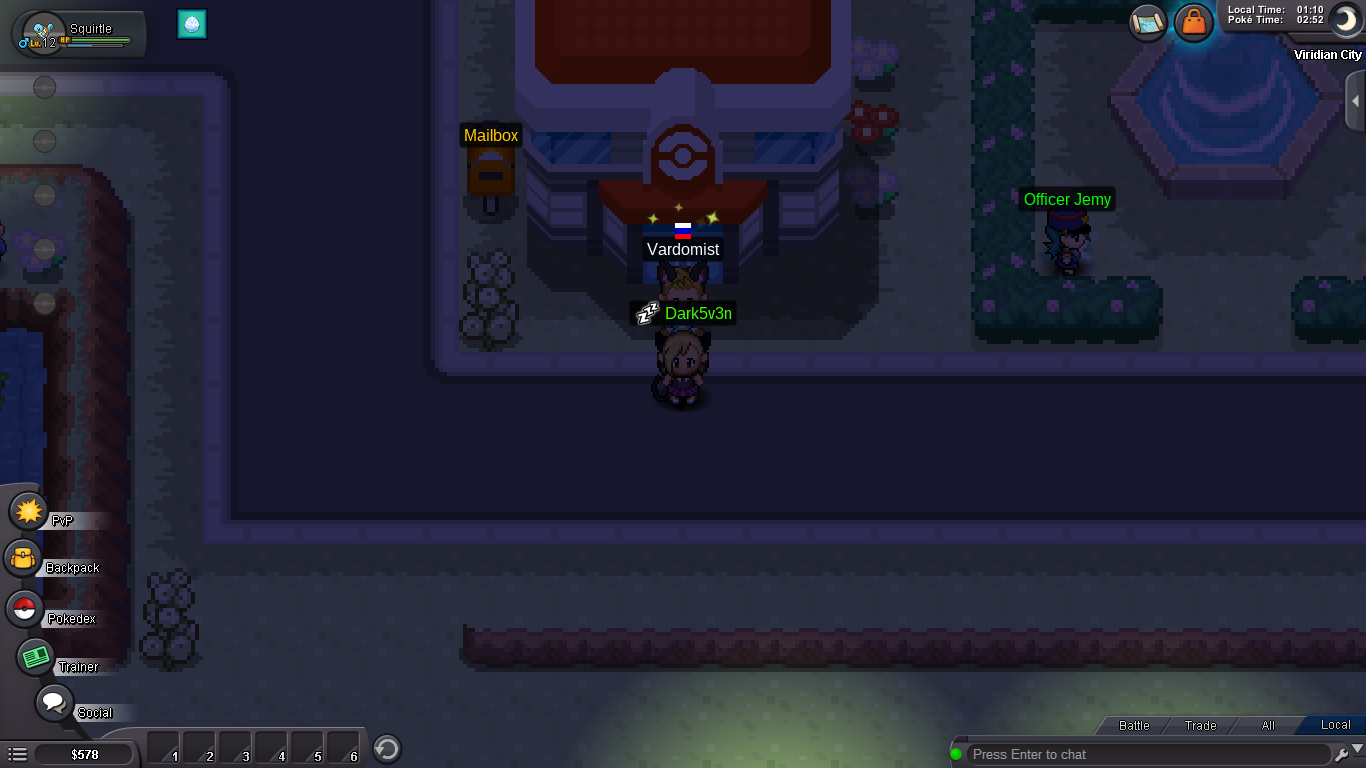 Squirtle
♂ Lv.12 HP
Local Time: 01:10
Poké Time: 02:52
Viridian City
Mailbox
Officer Jemy
Vardomist
zzz Dark5v3n
PvP
Backpack
Pokedex
Trainer
Social
$578
1 2 3 4 5 6
Battle Trade All Local
Press Enter to chat